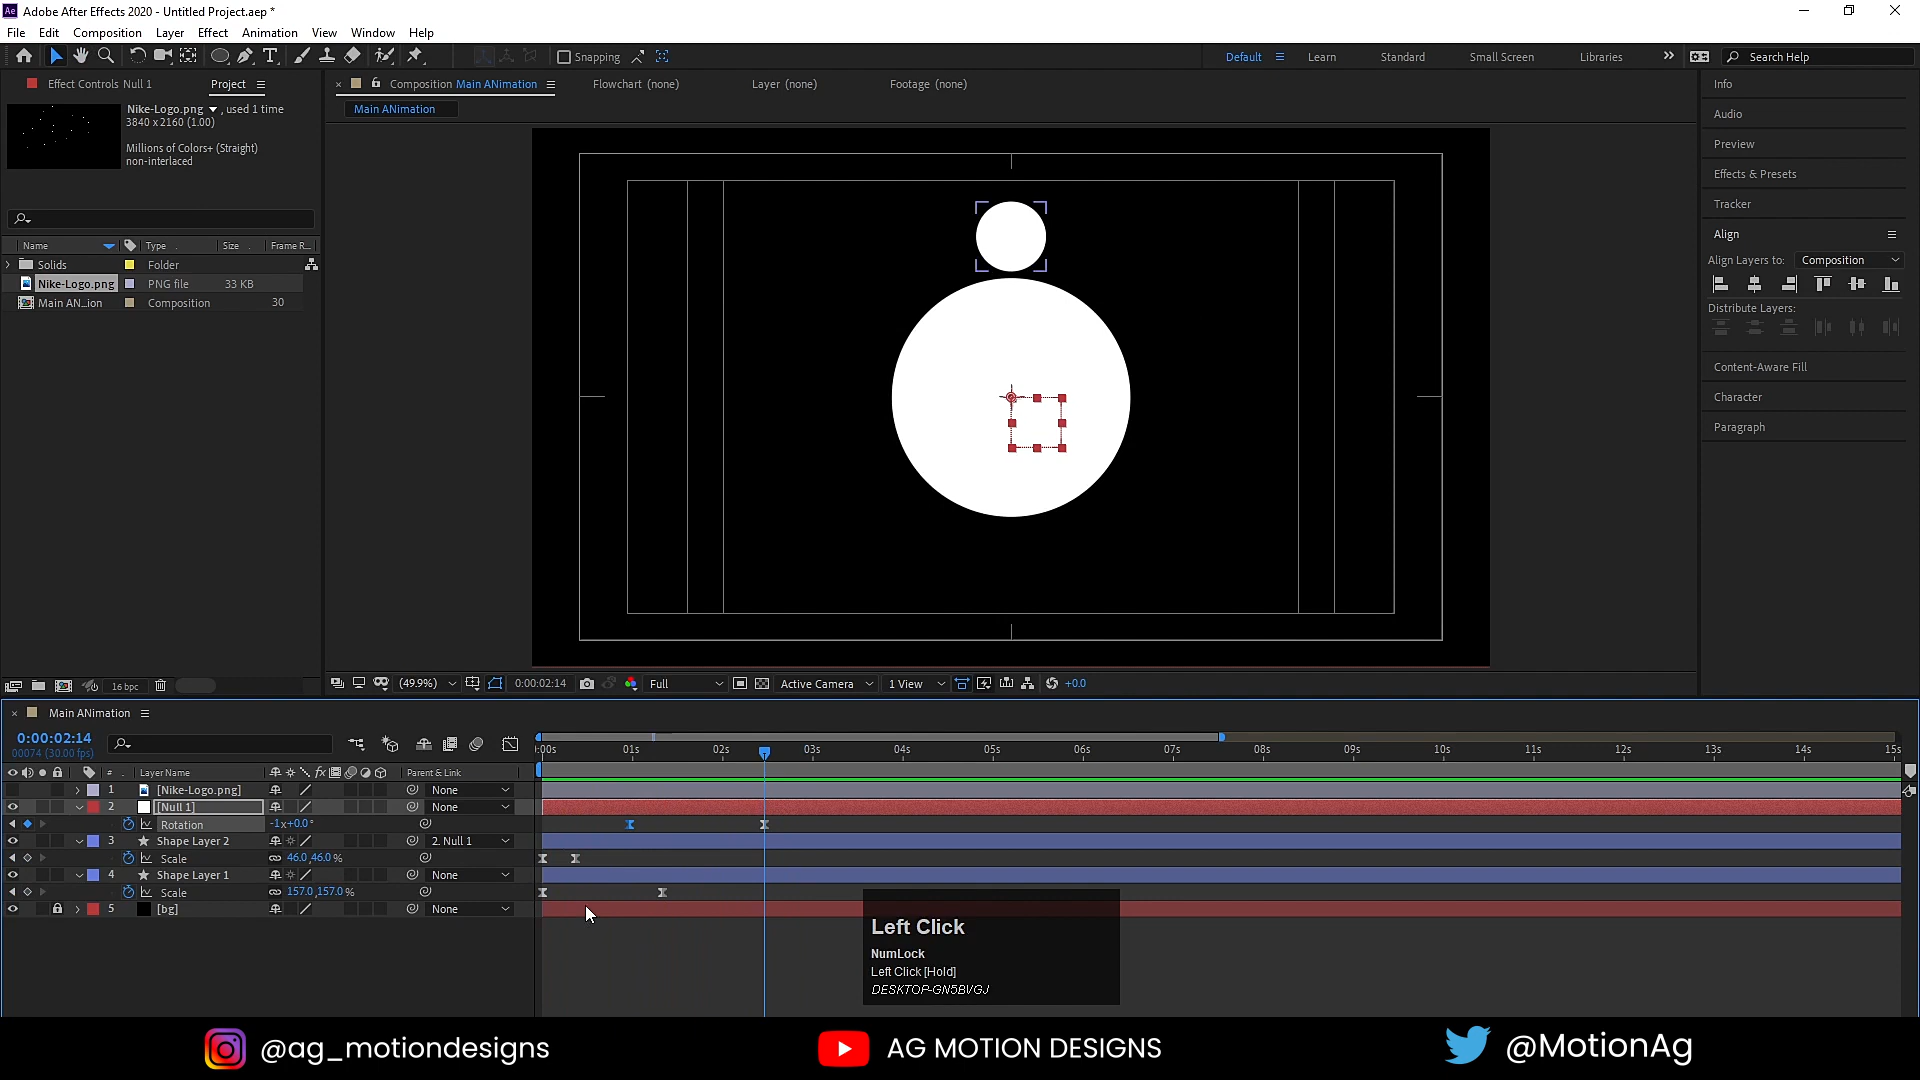 Ae Adobe After Effects 2020 - Untitled Project.aep *
File Edit Composition Layer Effect Animation View Window Help
Snapping Default Learn Standard Small Screen Libraries Search Help
Effect Controls Null 1 Project
Composition Main ANimation Flowchart (none) Layer (none) Footage (none)
Main ANimation
Nike-Logo.png , used 1 time
3840 x 2160 (1.00)
Millions of Colors+ (Straight)
non-interlaced
Name Type Size Frame R...
Solids Folder
Nike-Logo.png PNG file 33 KB
Main AN...ion Composition 30
16 bpc
Info
Audio
Preview
Effects & Presets
Tracker
Align
Align Layers to: Composition
Distribute Layers:
Content-Aware Fill
Character
Paragraph
(49.9%) 0:00:02:14 Full Active Camera 1 View +0.0
Main ANimation
0:00:02:14
00074 (30.00 fps)
):00s 01s 02s 03s 04s 05s 06s 07s 08s 09s 10s 11s 12s 13s 14s 15s
# Layer Name fx Parent & Link
1 [Nike-Logo.png] None
2 [Null 1] None
Rotation -1x+0.0°
3 Shape Layer 2 2. Null 1
Scale 46.0,46.0%
4 Shape Layer 1 None
Scale 157.0,157.0%
5 [bg] None
Left Click
NumLock
Left Click [Hold]
DESKTOP-GN5BVGJ
@ag_motiondesigns AG MOTION DESIGNS @MotionAg